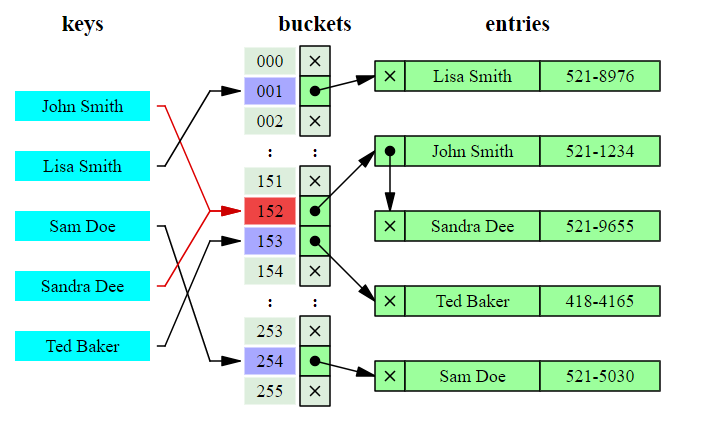 keys buckets entries
000 ×
× Lisa Smith 521-8976
001
John Smith
002 ×
: :
× John Smith 521-1234
Lisa Smith
151 ×
152
Sam Doe
× Sandra Dee 521-9655
153
154 ×
Sandra Dee
: :
× Ted Baker 418-4165
253 ×
Ted Baker
254
× Sam Doe 521-5030
255 ×